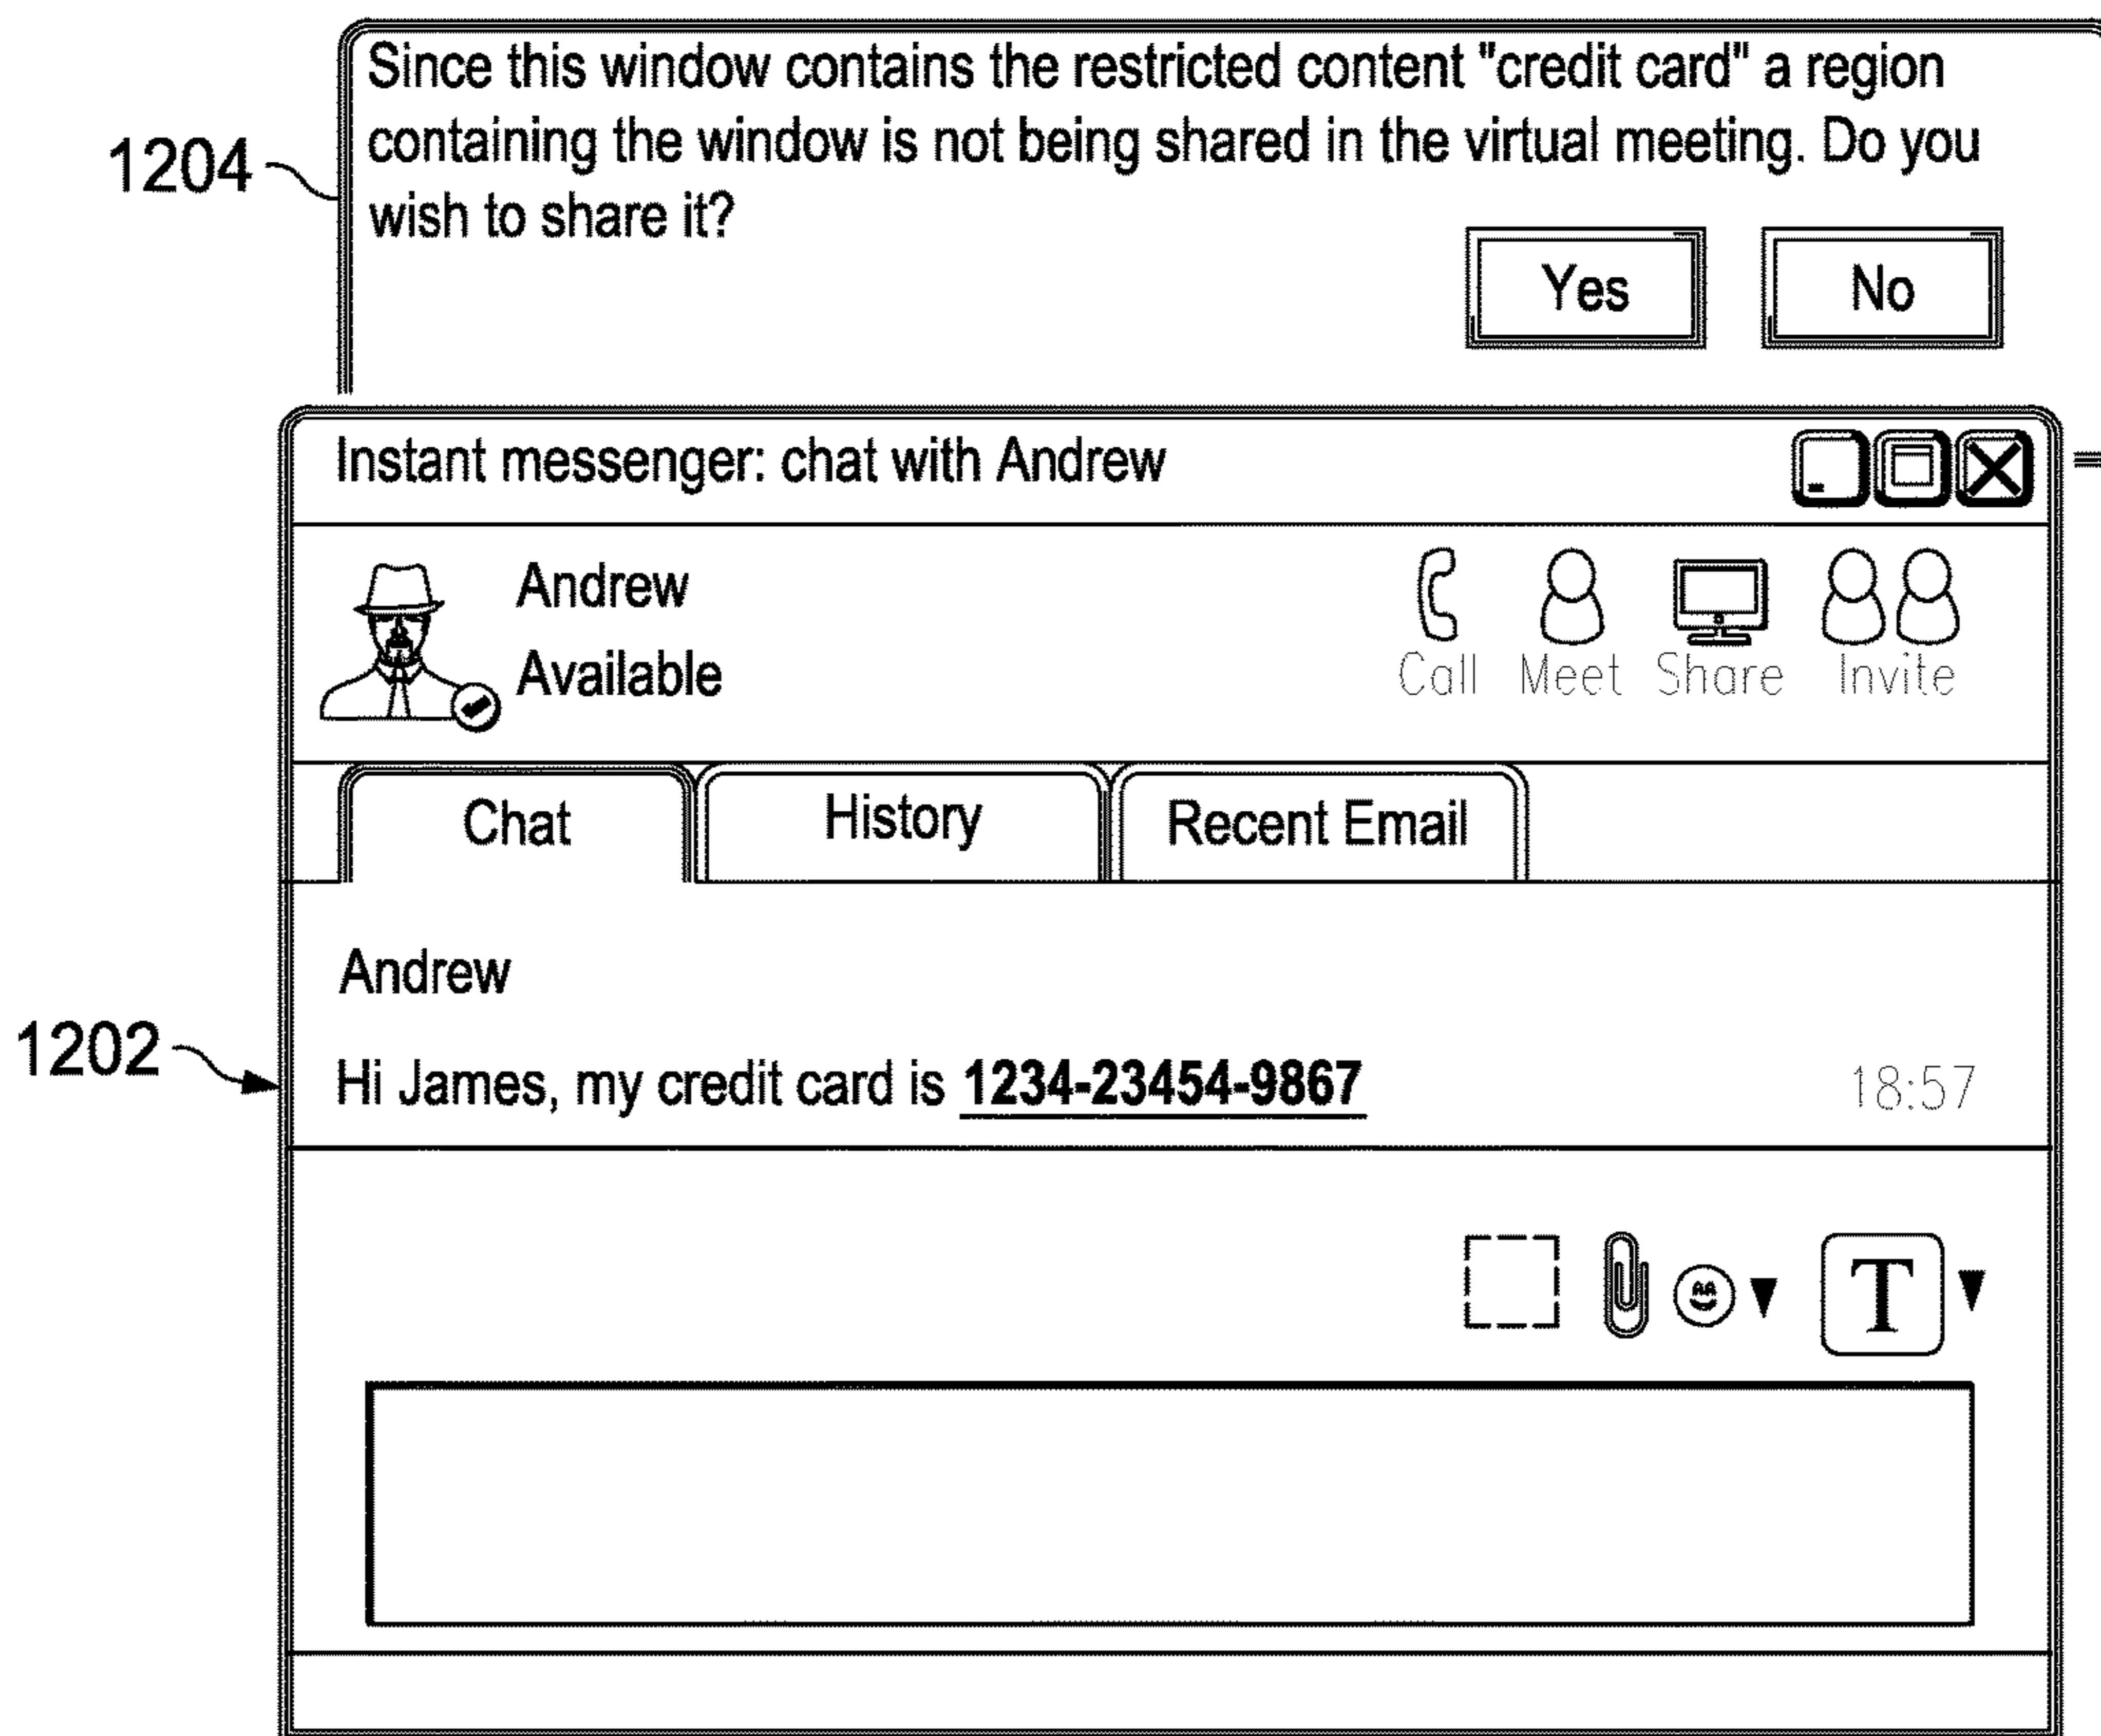 Since this window contains the restricted content "credit card" a region
containing the window is not being shared in the virtual meeting. Do you
wish to share it?
1204
Yes No
Instant messenger: chat with Andrew
Andrew
Available
Call Meet Share Invite
Chat History Recent Email
Andrew
1202
Hi James, my credit card is 1234-23454-9867 18:57
T